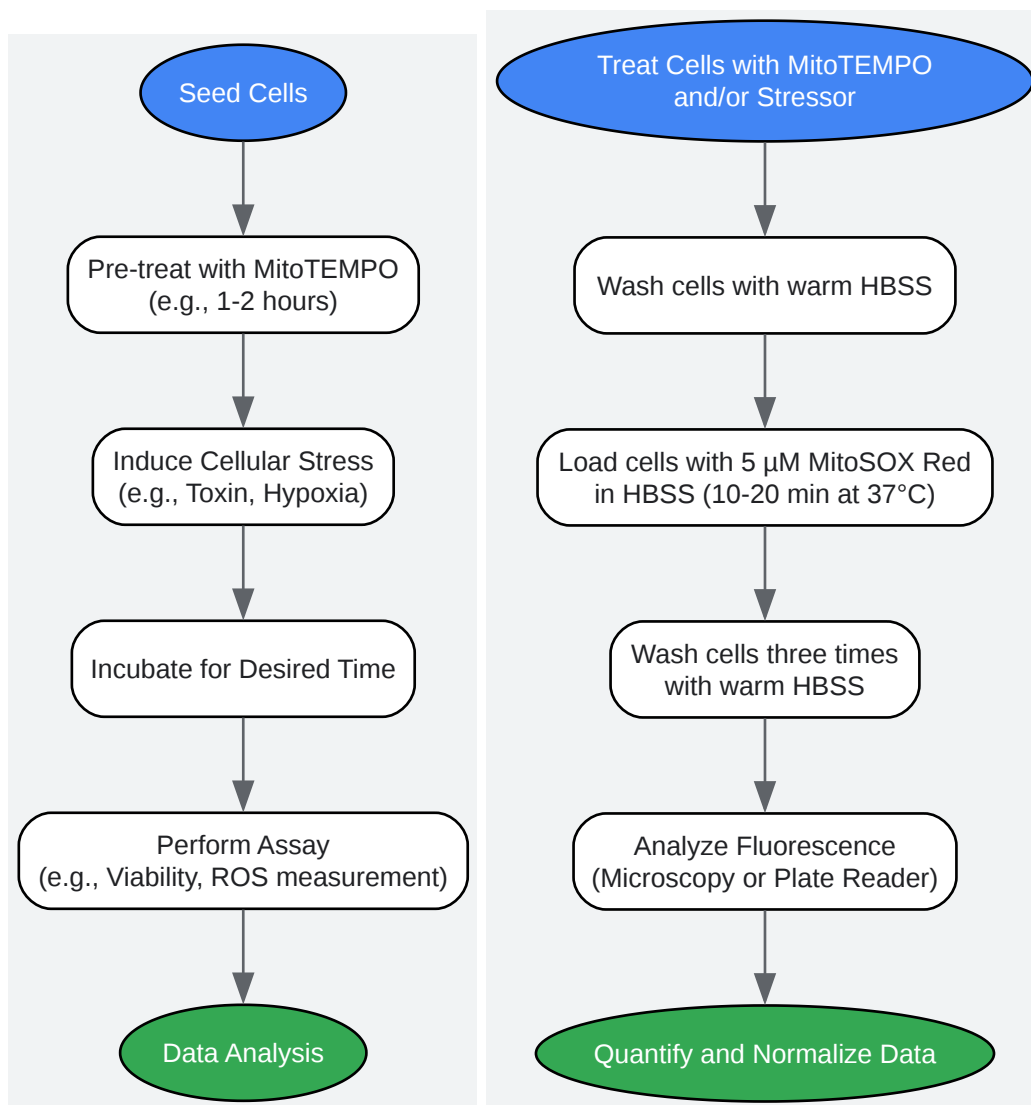 Seed Cells
Pre-treat with MitoTEMPO
(e.g., 1-2 hours)
Induce Cellular Stress
(e.g., Toxin, Hypoxia)
Incubate for Desired Time
Perform Assay
(e.g., Viability, ROS measurement)
Data Analysis
Treat Cells with MitoTEMPO
and/or Stressor
Wash cells with warm HBSS
Load cells with 5 µM MitoSOX Red
in HBSS (10-20 min at 37°C)
Wash cells three times
with warm HBSS
Analyze Fluorescence
(Microscopy or Plate Reader)
Quantify and Normalize Data